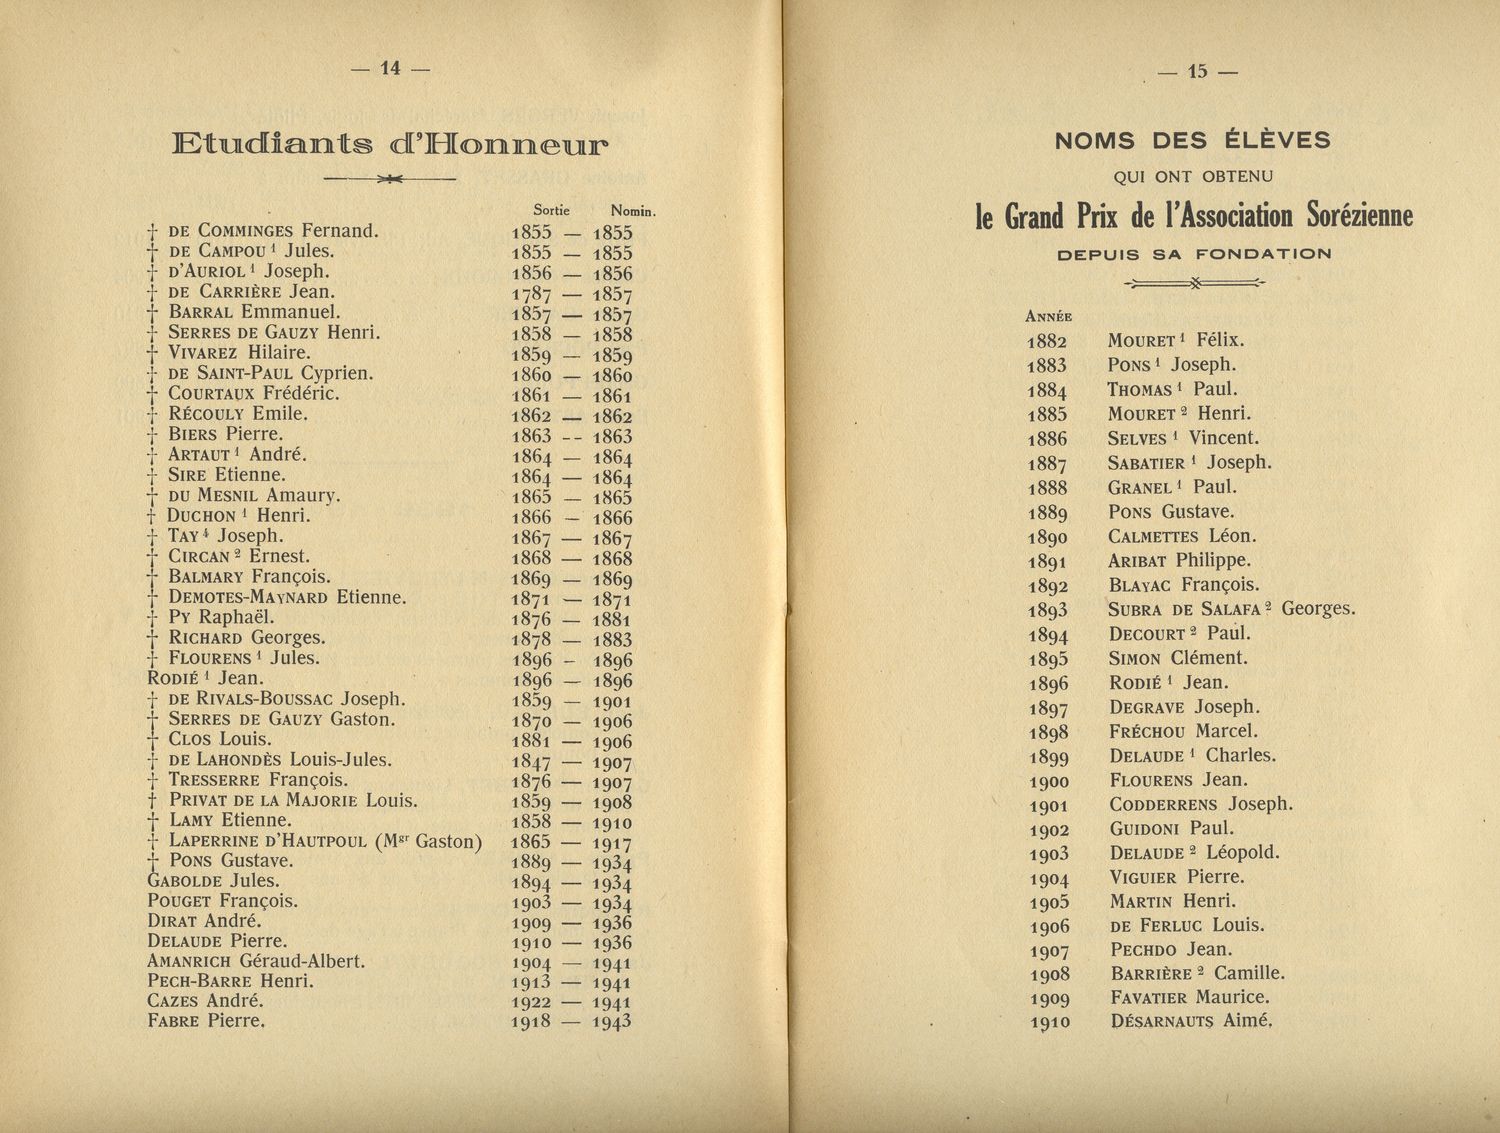 — 14 —
Etudiants d'Honneur
Sortie Nomin.
† DE COMMINGES Fernand. 1855 — 1855
† DE CAMPOU ¹ Jules. 1855 — 1855
† D'AURIOL ¹ Joseph. 1856 — 1856
† DE CARRIÈRE Jean. 1787 — 1857
† BARRAL Emmanuel. 1857 — 1857
† SERRES DE GAUZY Henri. 1858 — 1858
† VIVAREZ Hilaire. 1859 — 1859
† DE SAINT-PAUL Cyprien. 1860 — 1860
† COURTAUX Frédéric. 1861 — 1861
† RÉCOULY Emile. 1862 — 1862
† BIERS Pierre. 1863 -- 1863
† ARTAUT ¹ André. 1864 — 1864
† SIRE Etienne. 1864 — 1864
† DU MESNIL Amaury. 1865 — 1865
† DUCHON ¹ Henri. 1866 — 1866
† TAY ⁴ Joseph. 1867 — 1867
† CIRCAN ² Ernest. 1868 — 1868
† BALMARY François. 1869 — 1869
† DEMOTES-MAYNARD Etienne. 1871 — 1871
† PY Raphaël. 1876 — 1881
† RICHARD Georges. 1878 — 1883
† FLOURENS ¹ Jules. 1896 – 1896
RODIÉ ¹ Jean. 1896 — 1896
† DE RIVALS-BOUSSAC Joseph. 1859 — 1901
† SERRES DE GAUZY Gaston. 1870 — 1906
† CLOS Louis. 1881 — 1906
† DE LAHONDÈS Louis-Jules. 1847 — 1907
† TRESSERRE François. 1876 — 1907
† PRIVAT DE LA MAJORIE Louis. 1859 — 1908
† LAMY Etienne. 1858 — 1910
† LAPERRINE D'HAUTPOUL (Mgr Gaston) 1865 — 1917
† PONS Gustave. 1889 — 1934
GABOLDE Jules. 1894 — 1934
POUGET François. 1903 — 1934
DIRAT André. 1909 — 1936
DELAUDE Pierre. 1910 — 1936
AMANRICH Géraud-Albert. 1904 — 1941
PECH-BARRE Henri. 1913 — 1941
CAZES André. 1922 — 1941
FABRE Pierre. 1918 — 1943
— 15 —
NOMS DES ÉLÈVES
QUI ONT OBTENU
le Grand Prix de l'Association Sorézienne
DEPUIS SA FONDATION
ANNÉE
1882 MOURET ¹ Félix.
1883 PONS ¹ Joseph.
1884 THOMAS ¹ Paul.
1885 MOURET ² Henri.
1886 SELVES ¹ Vincent.
1887 SABATIER ¹ Joseph.
1888 GRANEL ¹ Paul.
1889 PONS Gustave.
1890 CALMETTES Léon.
1891 ARIBAT Philippe.
1892 BLAYAC François.
1893 SUBRA DE SALAFA ² Georges.
1894 DECOURT ² Paul.
1895 SIMON Clément.
1896 RODIÉ ¹ Jean.
1897 DEGRAVE Joseph.
1898 FRÉCHOU Marcel.
1899 DELAUDE ¹ Charles.
1900 FLOURENS Jean.
1901 CODDERRENS Joseph.
1902 GUIDONI Paul.
1903 DELAUDE ² Léopold.
1904 VIGUIER Pierre.
1905 MARTIN Henri.
1906 DE FERLUC Louis.
1907 PECHDO Jean.
1908 BARRIÈRE ² Camille.
1909 FAVATIER Maurice.
1910 DÉSARNAUTS Aimé.